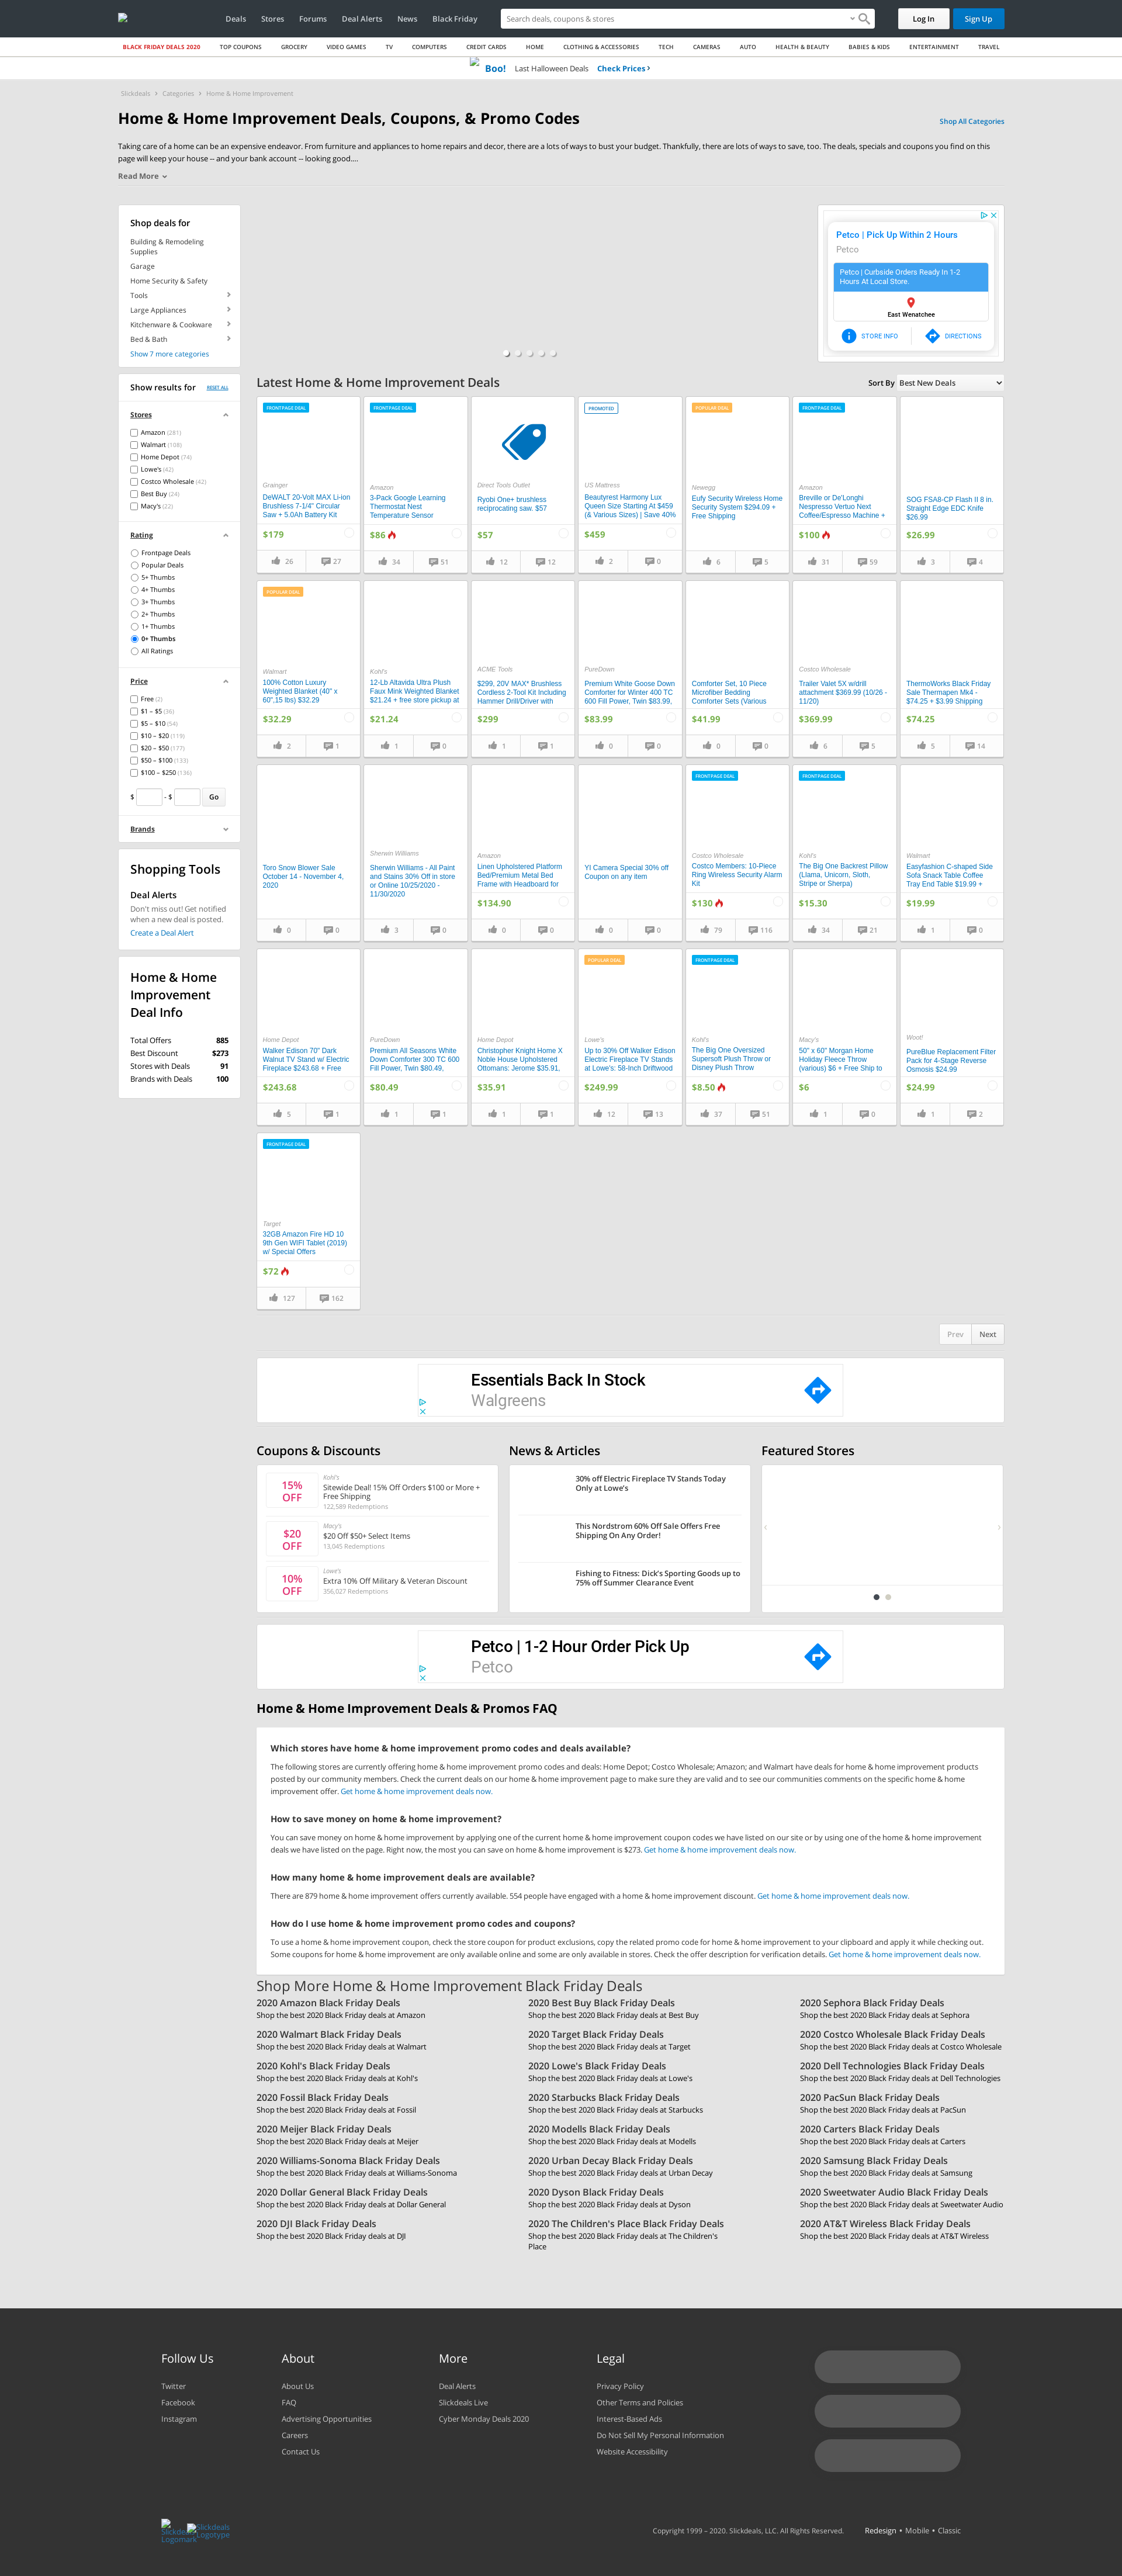 Deals Stores Forums Deal Alerts News Black Friday Search deals, coupons & stores Log In Sign Up
BLACK FRIDAY DEALS 2020 TOP COUPONS GROCERY VIDEO GAMES TV COMPUTERS CREDIT CARDS HOME CLOTHING & ACCESSORIES TECH CAMERAS AUTO HEALTH & BEAUTY BABIES & KIDS ENTERTAINMENT TRAVEL
Boo! Last Halloween Deals Check Prices
Slickdeals Categories Home & Home Improvement
Home & Home Improvement Deals, Coupons, & Promo Codes
Shop All Categories
Taking care of a home can be an expensive endeavor. From furniture and appliances to home repairs and decor, there are a lot of ways to bust your budget. Thankfully, there are lots of ways to save, too. The deals, specials and coupons you find on this
page will keep your house -- and your bank account -- looking good....
Read More
Shop deals for
Building & Remodeling
Supplies
Garage
Home Security & Safety
Tools
Large Appliances
Kitchenware & Cookware
Bed & Bath
Show 7 more categories
Petco | Pick Up Within 2 Hours
Petco
Petco | Curbside Orders Ready In 1-2
Hours At Local Store.
East Wenatchee
STORE INFO DIRECTIONS
Show results for RESET ALL
Stores
Amazon (281)
Walmart (108)
Home Depot (74)
Lowe's (42)
Costco Wholesale (42)
Best Buy (24)
Macy's (22)
Rating
Frontpage Deals
Popular Deals
5+ Thumbs
4+ Thumbs
3+ Thumbs
2+ Thumbs
1+ Thumbs
0+ Thumbs
All Ratings
Price
Free (2)
$1 – $5 (36)
$5 – $10 (54)
$10 – $20 (119)
$20 – $50 (177)
$50 – $100 (133)
$100 – $250 (136)
$ - $ Go
Brands
Shopping Tools
Deal Alerts
Don't miss out! Get notified
when a new deal is posted.
Create a Deal Alert
Home & Home
Improvement
Deal Info
Total Offers 885
Best Discount $273
Stores with Deals 91
Brands with Deals 100
Latest Home & Home Improvement Deals
Sort By Best New Deals
FRONTPAGE DEAL
Grainger
DeWALT 20-Volt MAX Li-ion
Brushless 7-1/4" Circular
Saw + 5.0Ah Battery Kit
$179
26 27
FRONTPAGE DEAL
Amazon
3-Pack Google Learning
Thermostat Nest
Temperature Sensor
$86
34 51
Direct Tools Outlet
Ryobi One+ brushless
reciprocating saw. $57
$57
12 12
PROMOTED
US Mattress
Beautyrest Harmony Lux
Queen Size Starting At $459
(& Various Sizes) | Save 40%
$459
2 0
POPULAR DEAL
Newegg
Eufy Security Wireless Home
Security System $294.09 +
Free Shipping
6 5
FRONTPAGE DEAL
Amazon
Breville or De'Longhi
Nespresso Vertuo Next
Coffee/Espresso Machine +
$100
31 59
SOG FSA8-CP Flash II 8 in.
Straight Edge EDC Knife
$26.99
$26.99
3 4
POPULAR DEAL
Walmart
100% Cotton Luxury
Weighted Blanket (40" x
60",15 lbs) $32.29
$32.29
2 1
Kohl's
12-Lb Altavida Ultra Plush
Faux Mink Weighted Blanket
$21.24 + free store pickup at
$21.24
1 0
ACME Tools
$299, 20V MAX* Brushless
Cordless 2-Tool Kit Including
Hammer Drill/Driver with
$299
1 1
PureDown
Premium White Goose Down
Comforter for Winter 400 TC
600 Fill Power, Twin $83.99,
$83.99
0 0
Comforter Set, 10 Piece
Microfiber Bedding
Comforter Sets (Various
$41.99
0 0
Costco Wholesale
Trailer Valet 5X w/drill
attachment $369.99 (10/26 -
11/20)
$369.99
6 5
ThermoWorks Black Friday
Sale Thermapen Mk4 -
$74.25 + $3.99 Shipping
$74.25
5 14
Toro Snow Blower Sale
October 14 - November 4,
2020
0 0
Sherwin Williams
Sherwin Williams - All Paint
and Stains 30% Off in store
or Online 10/25/2020 -
11/30/2020
3 0
Amazon
Linen Upholstered Platform
Bed/Premium Metal Bed
Frame with Headboard for
$134.90
0 0
YI Camera Special 30% off
Coupon on any item
0 0
FRONTPAGE DEAL
Costco Wholesale
Costco Members: 10-Piece
Ring Wireless Security Alarm
Kit
$130
79 116
FRONTPAGE DEAL
Kohl's
The Big One Backrest Pillow
(Llama, Unicorn, Sloth,
Stripe or Sherpa)
$15.30
34 21
Walmart
Easyfashion C-shaped Side
Sofa Snack Table Coffee
Tray End Table $19.99 +
$19.99
1 0
Home Depot
Walker Edison 70" Dark
Walnut TV Stand w/ Electric
Fireplace $243.68 + Free
$243.68
5 1
PureDown
Premium All Seasons White
Down Comforter 300 TC 600
Fill Power, Twin $80.49,
$80.49
1 1
Home Depot
Christopher Knight Home X
Noble House Upholstered
Ottomans: Jerome $35.91,
$35.91
1 1
POPULAR DEAL
Lowe's
Up to 30% Off Walker Edison
Electric Fireplace TV Stands
at Lowe's: 58-Inch Driftwood
$249.99
12 13
FRONTPAGE DEAL
Kohl's
The Big One Oversized
Supersoft Plush Throw or
Disney Plush Throw
$8.50
37 51
Macy's
50" x 60" Morgan Home
Holiday Fleece Throw
(various) $6 + Free Ship to
$6
1 0
Woot!
PureBlue Replacement Filter
Pack for 4-Stage Reverse
Osmosis $24.99
$24.99
1 2
FRONTPAGE DEAL
Target
32GB Amazon Fire HD 10
9th Gen WIFI Tablet (2019)
w/ Special Offers
$72
127 162
Prev Next
Essentials Back In Stock
Walgreens
Coupons & Discounts
15%
OFF
Kohl's
Sitewide Deal! 15% Off Orders $100 or More +
Free Shipping
122,589 Redemptions
$20
OFF
Macy's
$20 Off $50+ Select Items
13,045 Redemptions
10%
OFF
Lowe's
Extra 10% Off Military & Veteran Discount
356,027 Redemptions
News & Articles
30% off Electric Fireplace TV Stands Today
Only at Lowe's
This Nordstrom 60% Off Sale Offers Free
Shipping On Any Order!
Fishing to Fitness: Dick's Sporting Goods up to
75% off Summer Clearance Event
Featured Stores
Petco | 1-2 Hour Order Pick Up
Petco
Home & Home Improvement Deals & Promos FAQ
Which stores have home & home improvement promo codes and deals available?
The following stores are currently offering home & home improvement promo codes and deals: Home Depot; Costco Wholesale; Amazon; and Walmart have deals for home & home improvement products
posted by our community members. Check the current deals on our home & home improvement page to make sure they are valid and to see our communities comments on the specific home & home
improvement offer. Get home & home improvement deals now.
How to save money on home & home improvement?
You can save money on home & home improvement by applying one of the current home & home improvement coupon codes we have listed on our site or by using one of the home & home improvement
deals we have listed on the page. Right now, the most you can save on home & home improvement is $273. Get home & home improvement deals now.
How many home & home improvement deals are available?
There are 879 home & home improvement offers currently available. 554 people have engaged with a home & home improvement discount. Get home & home improvement deals now.
How do I use home & home improvement promo codes and coupons?
To use a home & home improvement coupon, check the store coupon for product exclusions, copy the related promo code for home & home improvement to your clipboard and apply it while checking out.
Some coupons for home & home improvement are only available online and some are only available in stores. Check the offer description for verification details. Get home & home improvement deals now.
Shop More Home & Home Improvement Black Friday Deals
2020 Amazon Black Friday Deals
Shop the best 2020 Black Friday deals at Amazon
2020 Best Buy Black Friday Deals
Shop the best 2020 Black Friday deals at Best Buy
2020 Sephora Black Friday Deals
Shop the best 2020 Black Friday deals at Sephora
2020 Walmart Black Friday Deals
Shop the best 2020 Black Friday deals at Walmart
2020 Target Black Friday Deals
Shop the best 2020 Black Friday deals at Target
2020 Costco Wholesale Black Friday Deals
Shop the best 2020 Black Friday deals at Costco Wholesale
2020 Kohl's Black Friday Deals
Shop the best 2020 Black Friday deals at Kohl's
2020 Lowe's Black Friday Deals
Shop the best 2020 Black Friday deals at Lowe's
2020 Dell Technologies Black Friday Deals
Shop the best 2020 Black Friday deals at Dell Technologies
2020 Fossil Black Friday Deals
Shop the best 2020 Black Friday deals at Fossil
2020 Starbucks Black Friday Deals
Shop the best 2020 Black Friday deals at Starbucks
2020 PacSun Black Friday Deals
Shop the best 2020 Black Friday deals at PacSun
2020 Meijer Black Friday Deals
Shop the best 2020 Black Friday deals at Meijer
2020 Modells Black Friday Deals
Shop the best 2020 Black Friday deals at Modells
2020 Carters Black Friday Deals
Shop the best 2020 Black Friday deals at Carters
2020 Williams-Sonoma Black Friday Deals
Shop the best 2020 Black Friday deals at Williams-Sonoma
2020 Urban Decay Black Friday Deals
Shop the best 2020 Black Friday deals at Urban Decay
2020 Samsung Black Friday Deals
Shop the best 2020 Black Friday deals at Samsung
2020 Dollar General Black Friday Deals
Shop the best 2020 Black Friday deals at Dollar General
2020 Dyson Black Friday Deals
Shop the best 2020 Black Friday deals at Dyson
2020 Sweetwater Audio Black Friday Deals
Shop the best 2020 Black Friday deals at Sweetwater Audio
2020 DJI Black Friday Deals
Shop the best 2020 Black Friday deals at DJI
2020 The Children's Place Black Friday Deals
Shop the best 2020 Black Friday deals at The Children's
Place
2020 AT&T Wireless Black Friday Deals
Shop the best 2020 Black Friday deals at AT&T Wireless
Follow Us
Twitter
Facebook
Instagram
About
About Us
FAQ
Advertising Opportunities
Careers
Contact Us
More
Deal Alerts
Slickdeals Live
Cyber Monday Deals 2020
Legal
Privacy Policy
Other Terms and Policies
Interest-Based Ads
Do Not Sell My Personal Information
Website Accessibility
Slickdeals Logomark
Slickdeals Logotype
Copyright 1999 – 2020. Slickdeals, LLC. All Rights Reserved. Redesign • Mobile • Classic